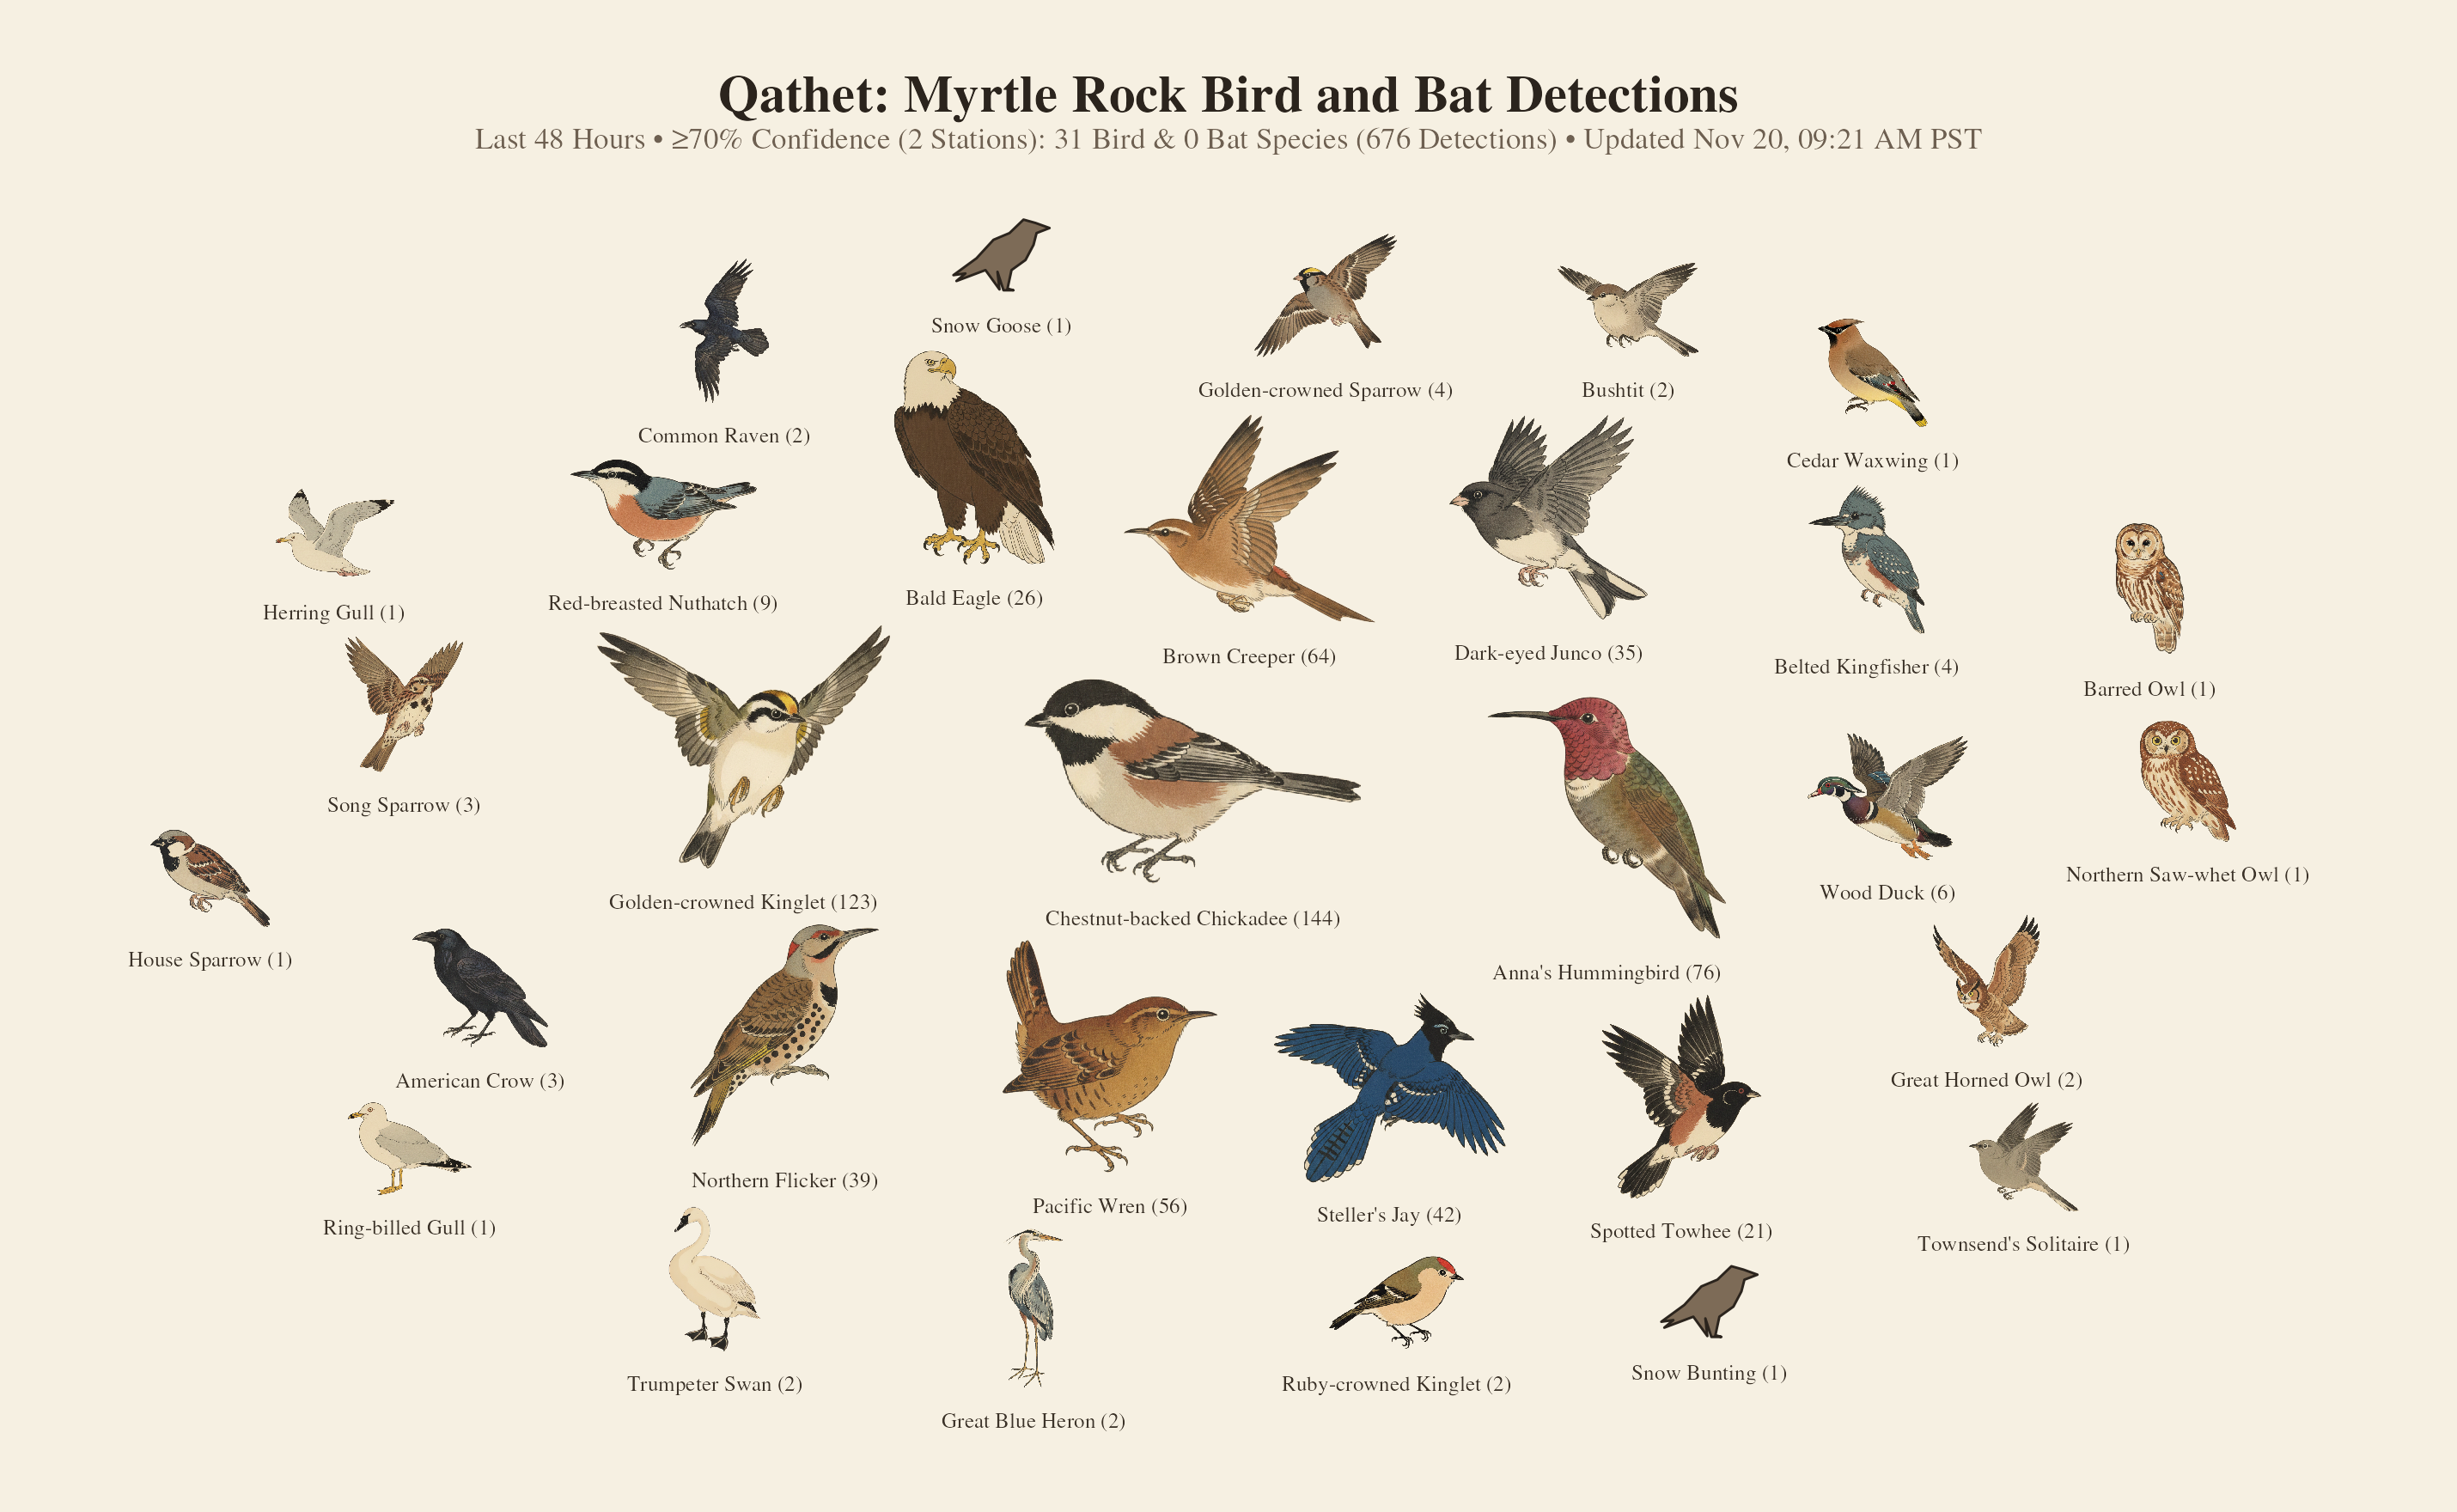 Qathet: Myrtle Rock Bird and Bat Detections
Last 48 Hours • ≥70% Confidence (2 Stations): 31 Bird & 0 Bat Species (676 Detections) • Updated Nov 20, 09:21 AM PST
Snow Goose (1)
Golden-crowned Sparrow (4)
Bushtit (2)
Common Raven (2)
Cedar Waxwing (1)
Herring Gull (1)
Red-breasted Nuthatch (9)
Bald Eagle (26)
Brown Creeper (64)
Dark-eyed Junco (35)
Belted Kingfisher (4)
Barred Owl (1)
Song Sparrow (3)
Golden-crowned Kinglet (123)
Chestnut-backed Chickadee (144)
Anna's Hummingbird (76)
Wood Duck (6)
Northern Saw-whet Owl (1)
House Sparrow (1)
American Crow (3)
Northern Flicker (39)
Pacific Wren (56)
Steller's Jay (42)
Spotted Towhee (21)
Great Horned Owl (2)
Ring-billed Gull (1)
Townsend's Solitaire (1)
Trumpeter Swan (2)
Great Blue Heron (2)
Ruby-crowned Kinglet (2)
Snow Bunting (1)